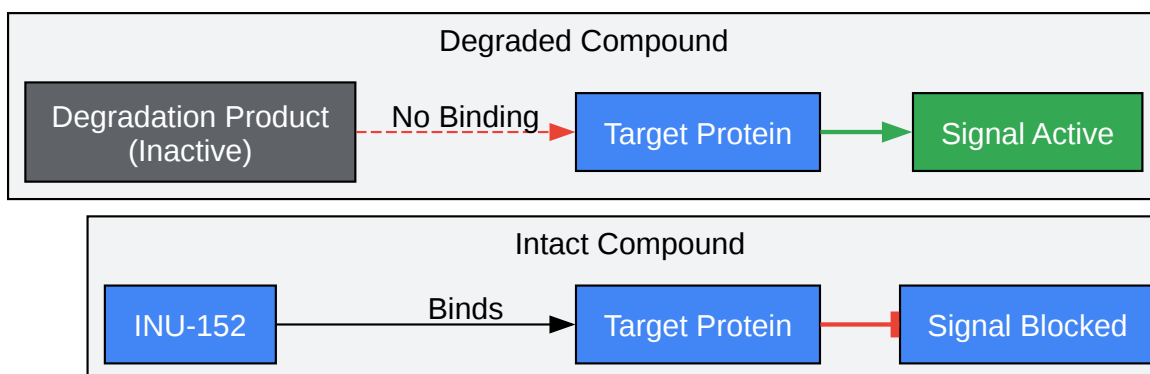 Degraded Compound
Degradation Product
(Inactive)
No Binding
Target Protein
Signal Active
Intact Compound
INU-152
Binds
Target Protein
Signal Blocked